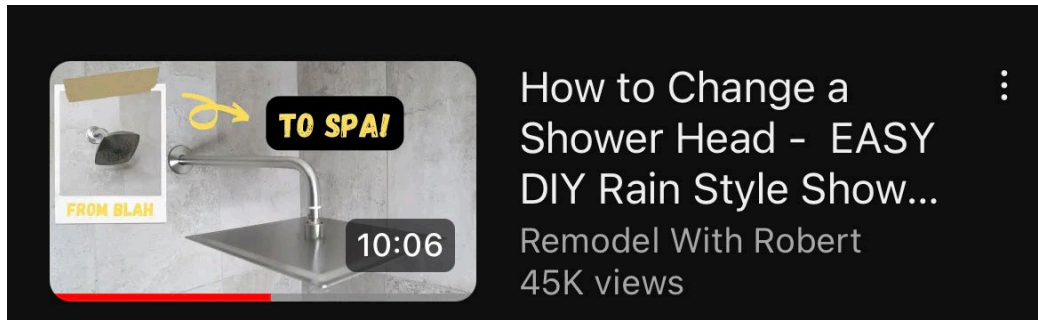 TO SPA!
FROM BLAH
10:06
How to Change a
Shower Head - EASY
DIY Rain Style Show...
Remodel With Robert
45K views